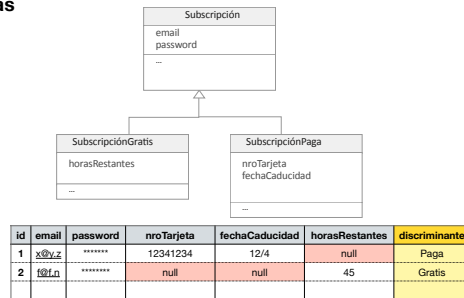 as
Subscripción
email
password
...
SubscripciónGratis
horasRestantes
...
SubscripciónPaga
nroTarjeta
fechaCaducidad
...
id email password nroTarjeta fechaCaducidad horasRestantes discriminante
1 x@y.z ******* 12341234 12/4 null Paga
2 f@f.n ******** null null 45 Gratis